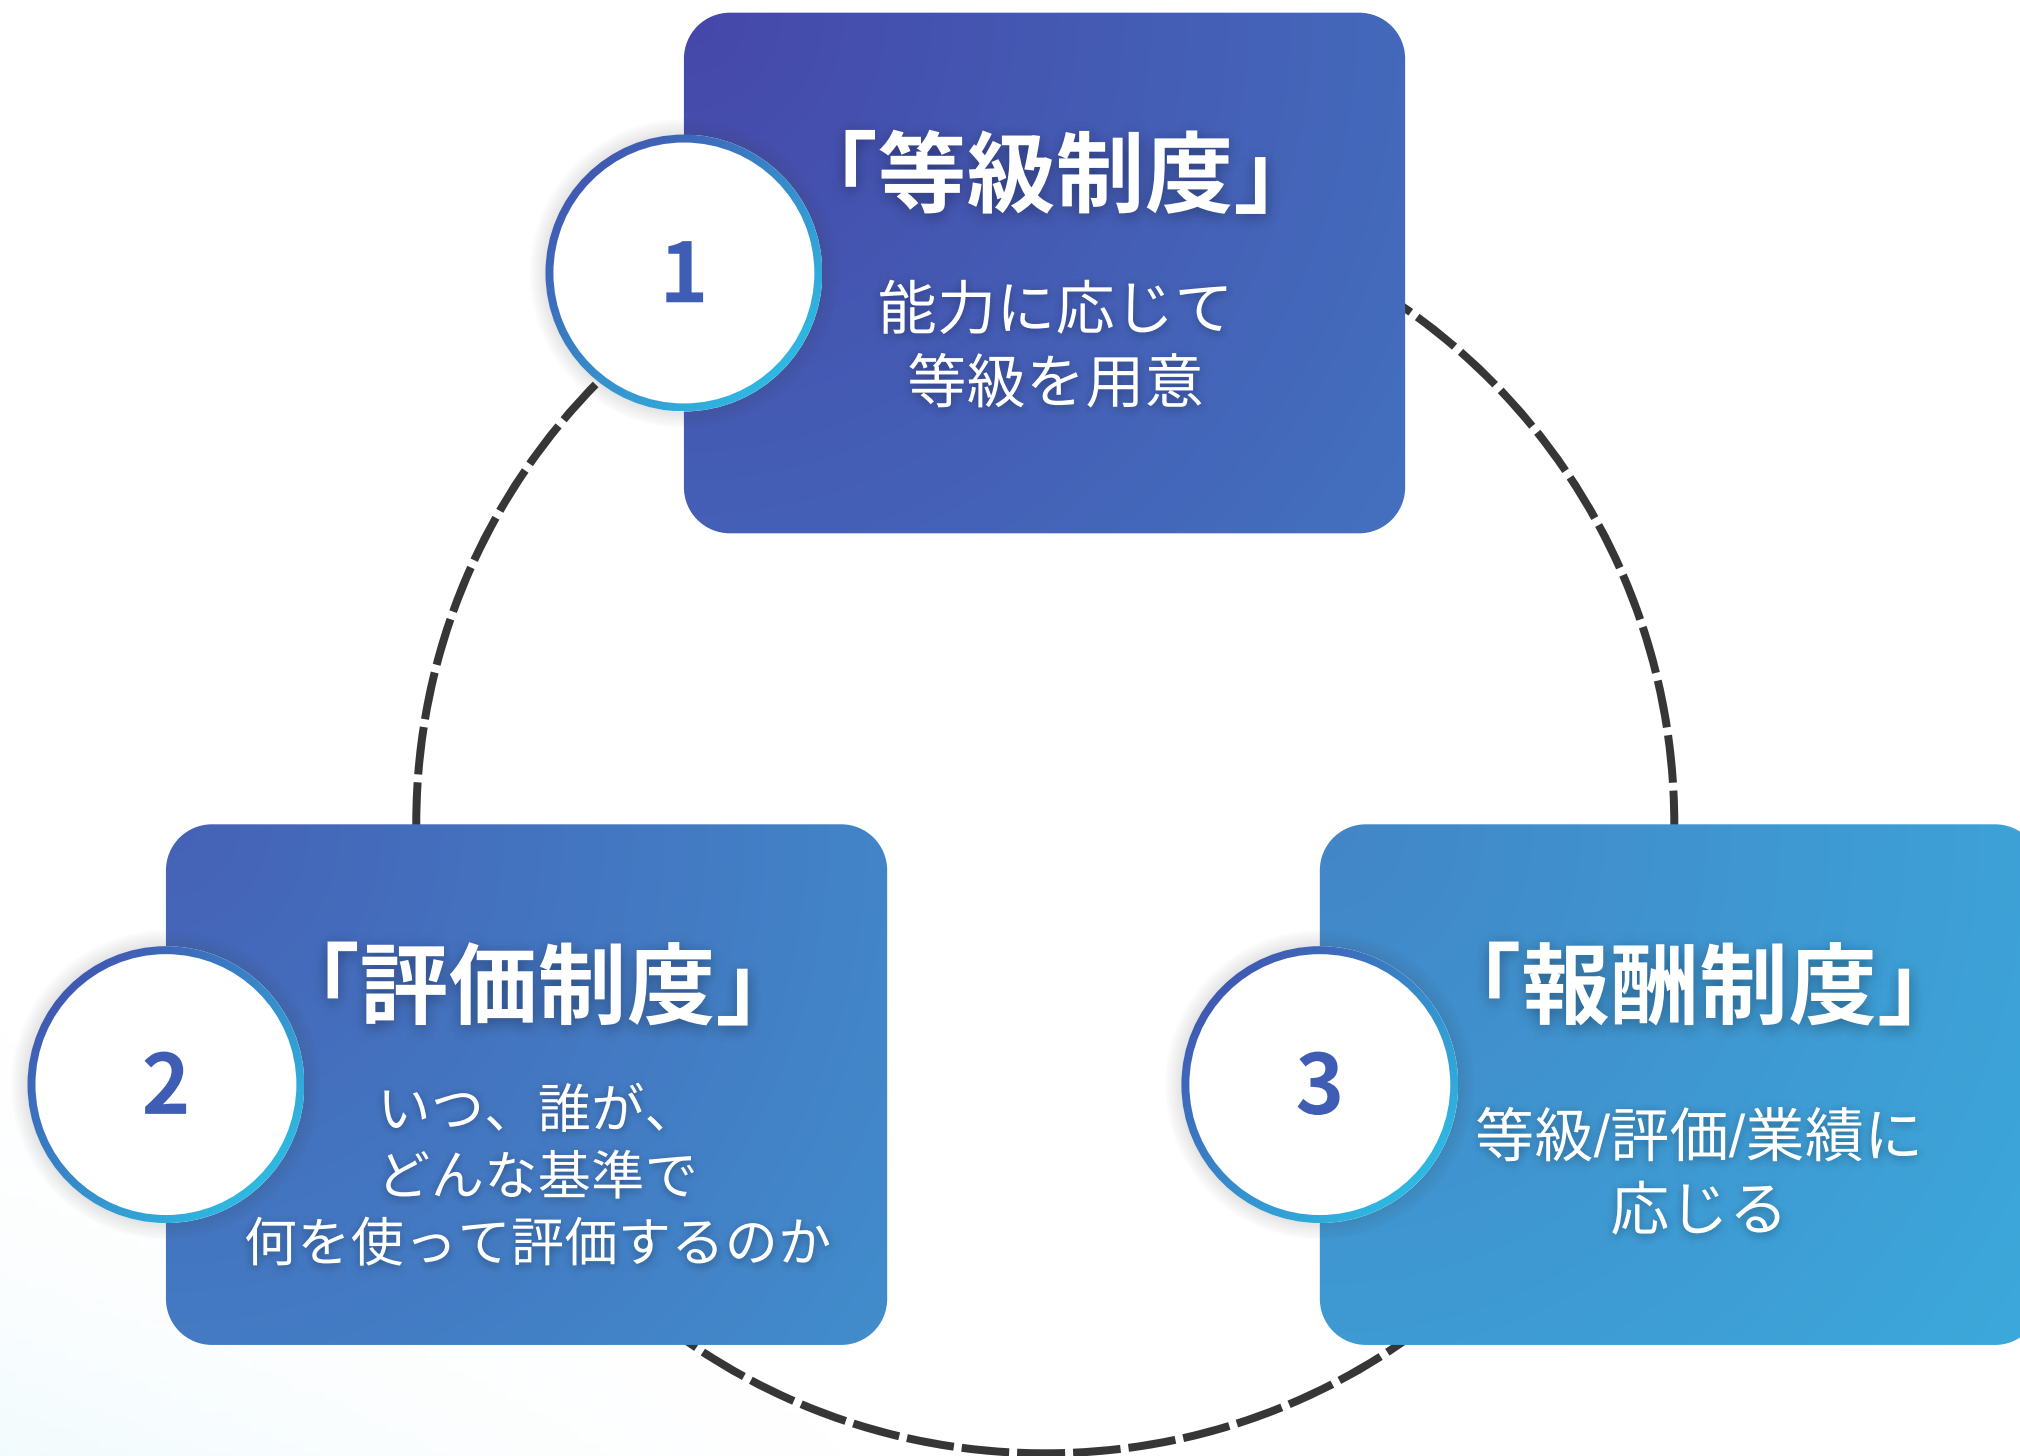 1
「等級制度」
能力に応じて
等級を用意
2
「評価制度」
いつ、誰が、
どんな基準で
何を使って評価するのか
3
「報酬制度」
等級/評価/業績に
応じる